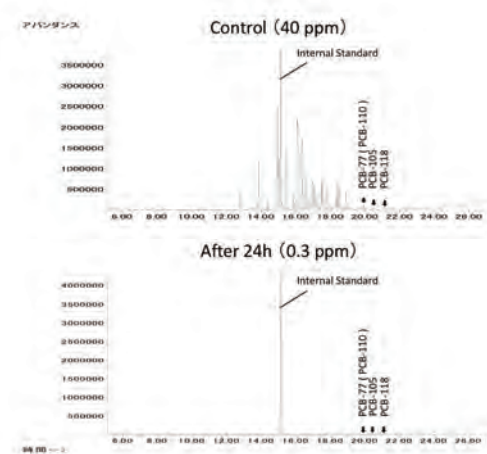 アバンダンス
Control (40 ppm)
Internal Standard
3500000
3000000
2500000
2000000
1500000
1000000
500000
PCB-77 ( PCB-110 )
PCB-105
PCB-118
6.00 8.00 10.00 12.00 14.00 16.00 18.00 20.00 22.00 24.00 26.00
After 24h (0.3 ppm)
Internal Standard
4000000
3500000
3000000
2500000
2000000
1500000
1000000
500000
PCB-77 ( PCB-110 )
PCB-105
PCB-118
6.00 8.00 10.00 12.00 14.00 16.00 18.00 20.00 22.00 24.00 26.00
時間-->